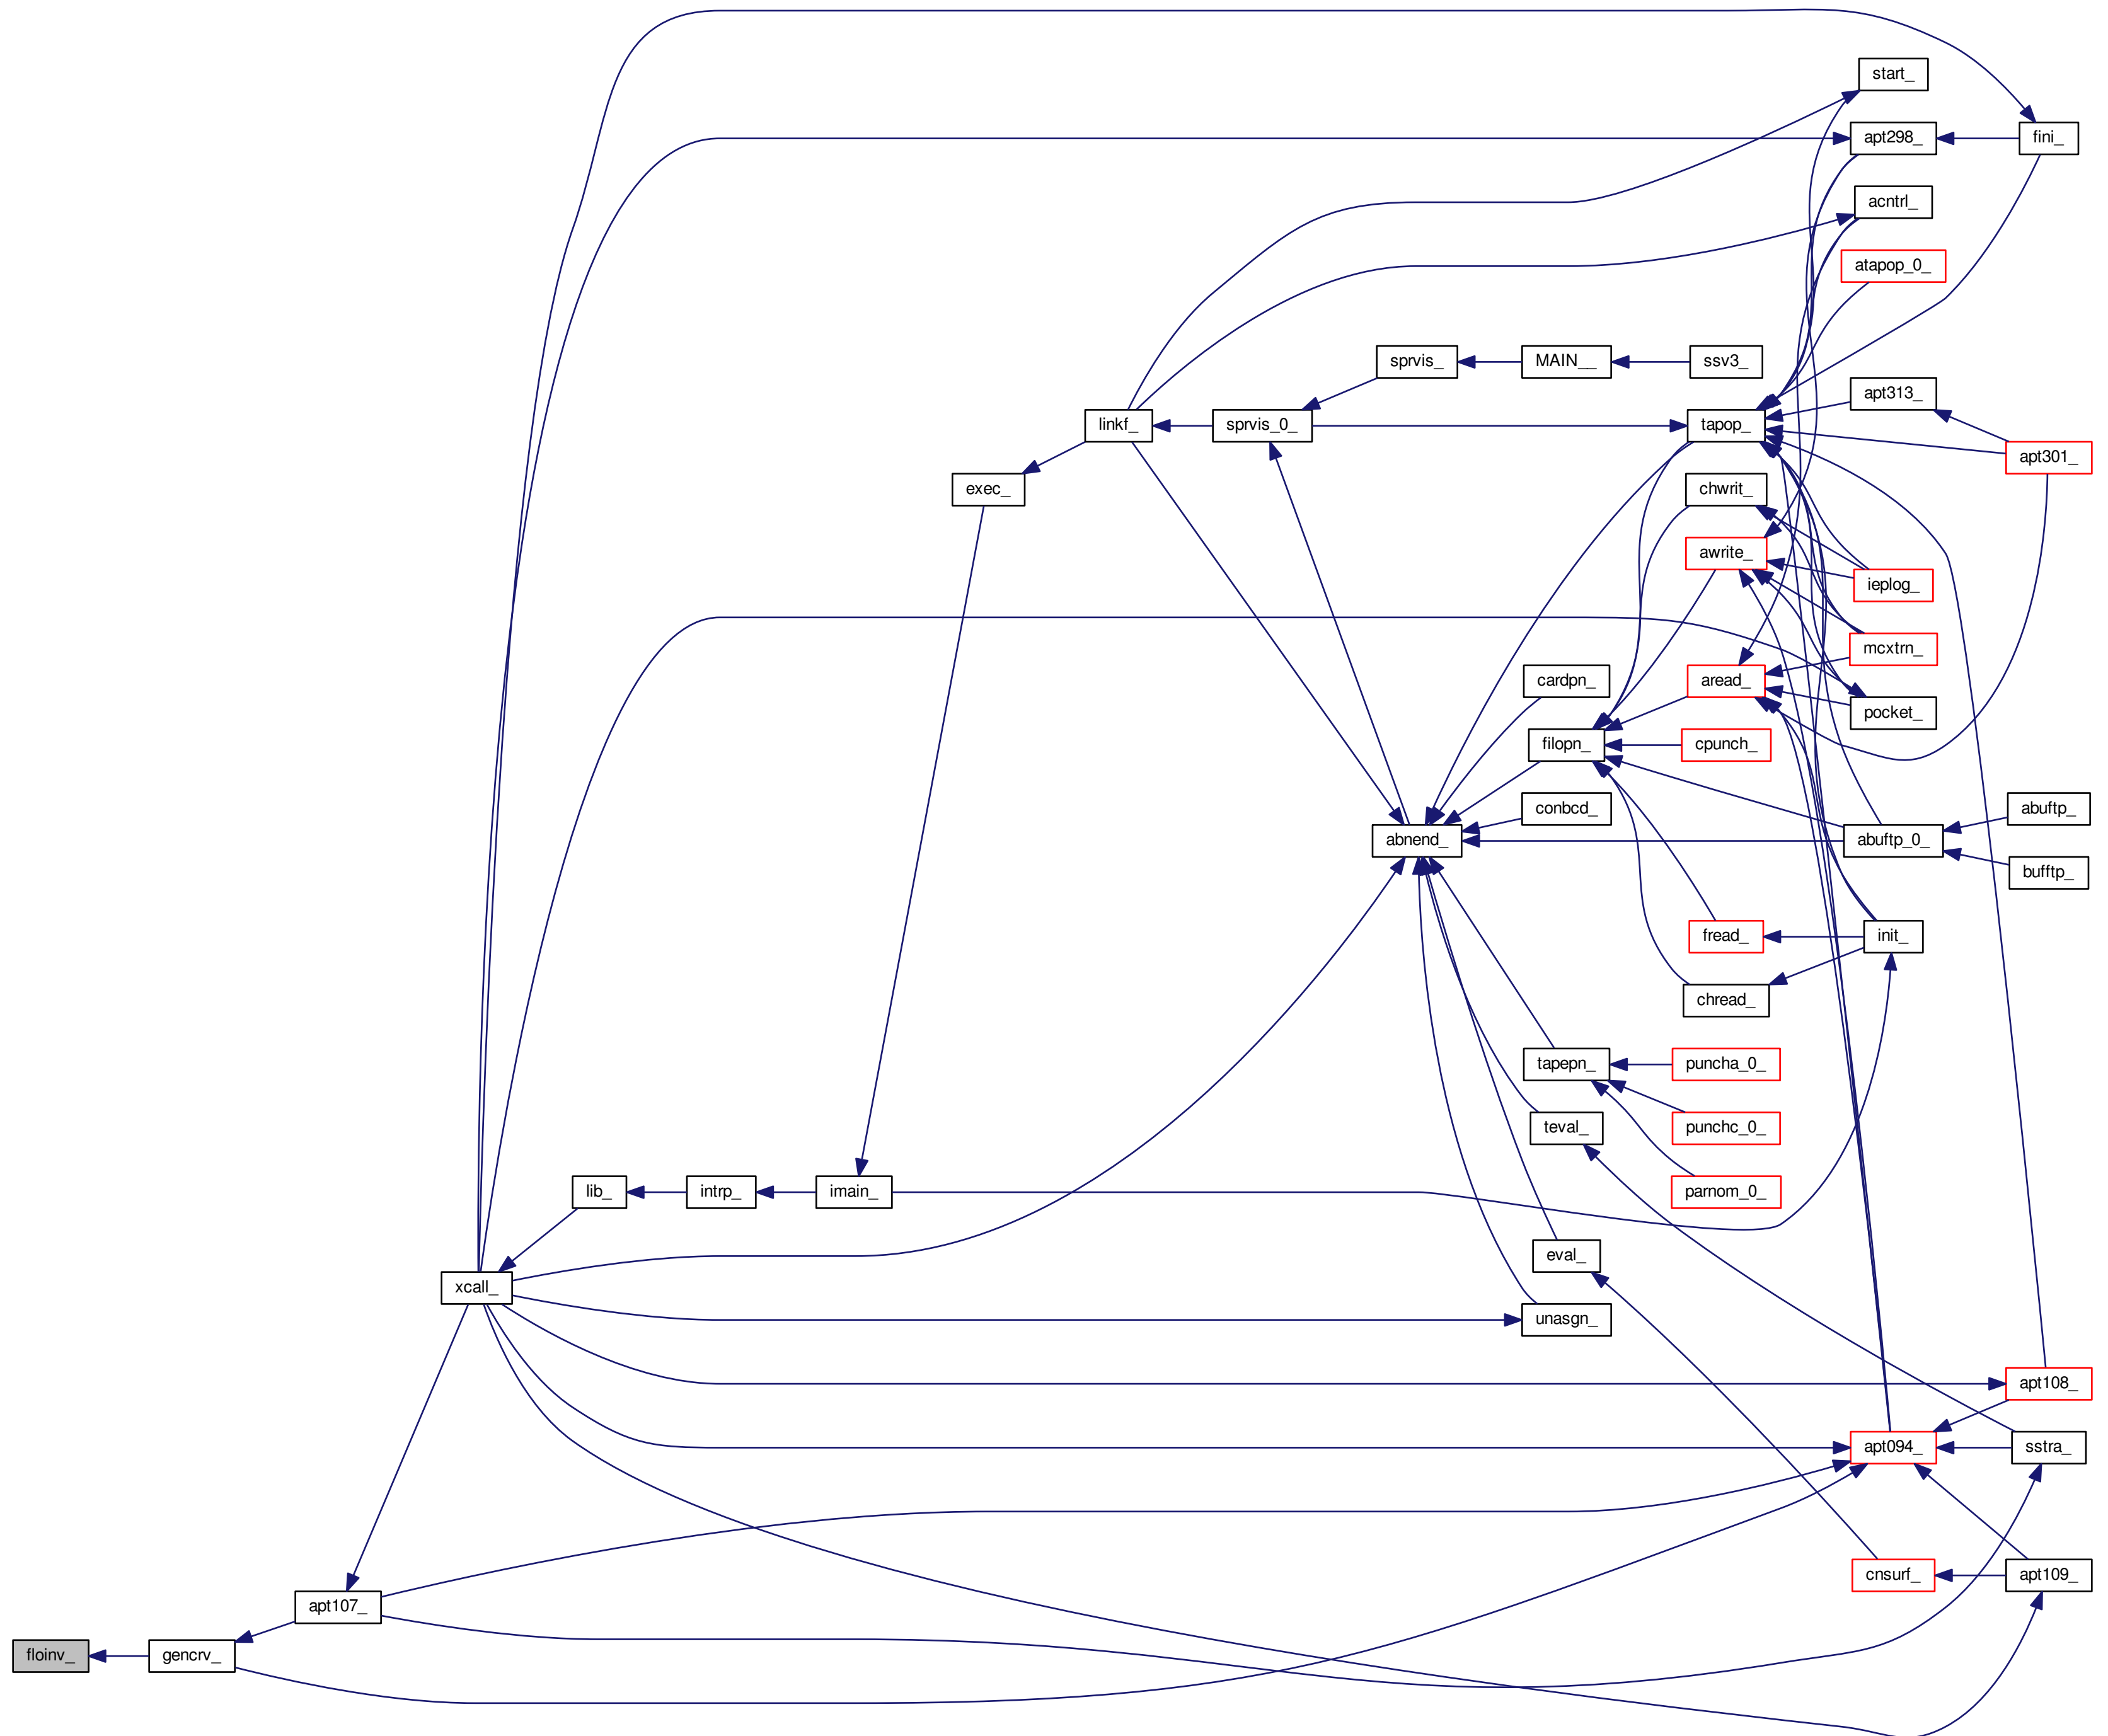 start_
apt298_
fini_
acntrl_
atapop_0_
sprvis_
MAIN__
ssv3_
apt313_
linkf_
sprvis_0_
tapop_
apt301_
exec_
chwrit_
awrite_
ieplog_
mcxtrn_
cardpn_
aread_
pocket_
filopn_
cpunch_
conbcd_
abuftp_
abnend_
abuftp_0_
bufftp_
fread_
init_
chread_
tapepn_
puncha_0_
teval_
punchc_0_
lib_
intrp_
imain_
parnom_0_
eval_
xcall_
unasgn_
apt108_
apt094_
sstra_
cnsurf_
apt109_
apt107_
floinv_
gencrv_